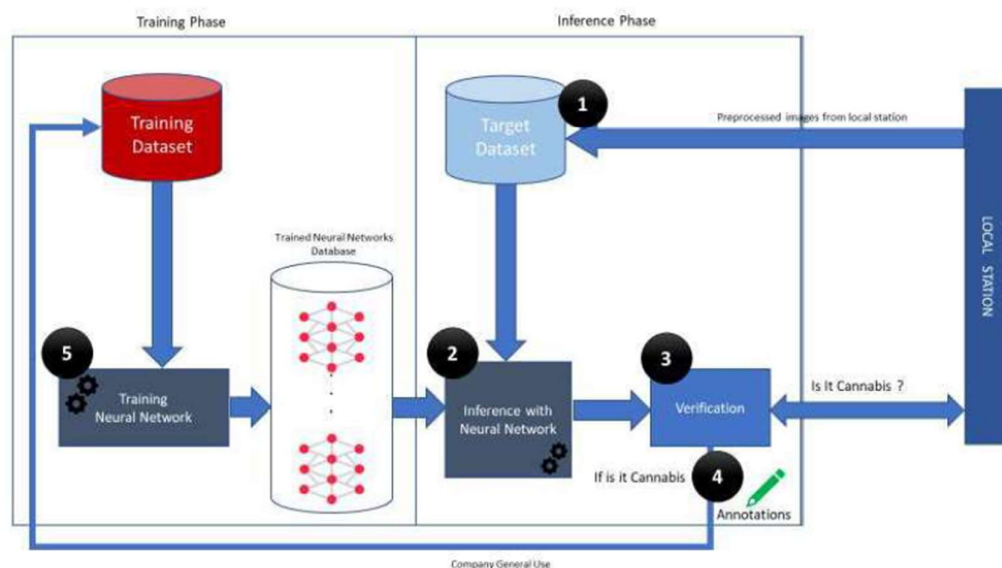 Training Phase
Inference Phase
Training
Dataset
1
Target
Dataset
Preprocessed images from local station
LOCAL STATION
Trained Neural Networks
Database
5
Training
Neural Network
2
Inference with
Neural Network
3
Verification
Is It Cannabis ?
If is it Cannabis
4
Annotations
Company General Use